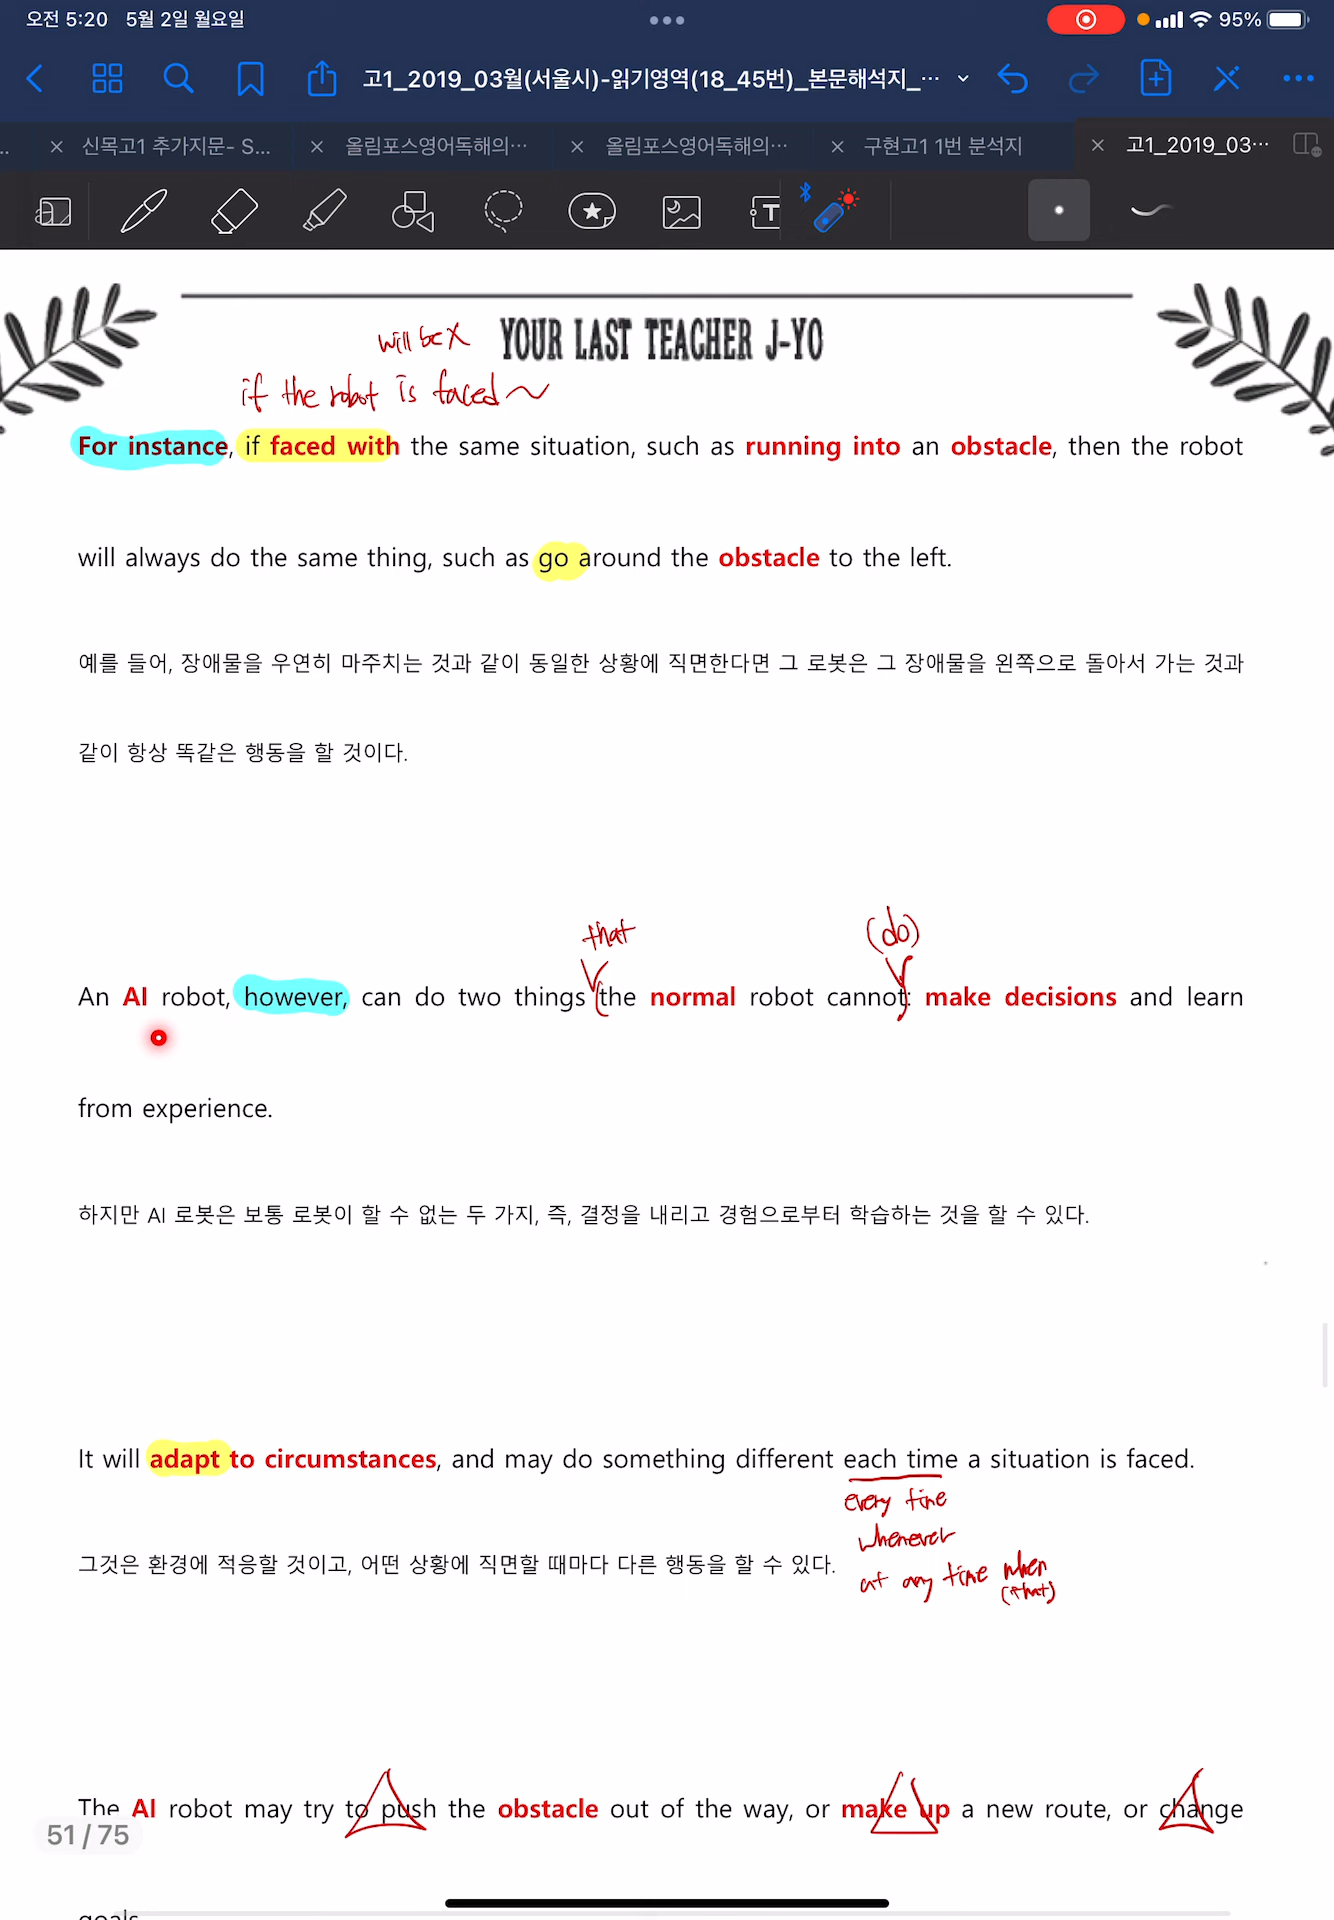 오전 5:20 5월 2일 월요일
95%
고1_2019_03월(서울시)-읽기영역(18_45번)_본문해석지_...
신목고1 추가지문- S...
올림포스영어독해의...
올림포스영어독해의...
구현고1 1번 분석지
고1_2019_03...
will be X
YOUR LAST TEACHER J-YO
if the robot is faced ~
For instance, if faced with the same situation, such as running into an obstacle, then the robot
will always do the same thing, such as go around the obstacle to the left.
예를 들어, 장애물을 우연히 마주치는 것과 같이 동일한 상황에 직면한다면 그 로봇은 그 장애물을 왼쪽으로 돌아서 가는 것과
같이 항상 똑같은 행동을 할 것이다.
that
(do)
An AI robot, however, can do two things the normal robot cannot: make decisions and learn
from experience.
하지만 AI 로봇은 보통 로봇이 할 수 없는 두 가지, 즉, 결정을 내리고 경험으로부터 학습하는 것을 할 수 있다.
It will adapt to circumstances, and may do something different each time a situation is faced.
every time
whenever
그것은 환경에 적응할 것이고, 어떤 상황에 직면할 때마다 다른 행동을 할 수 있다.
at any time when
(that)
The AI robot may try to push the obstacle out of the way, or make up a new route, or change
51 / 75
goals